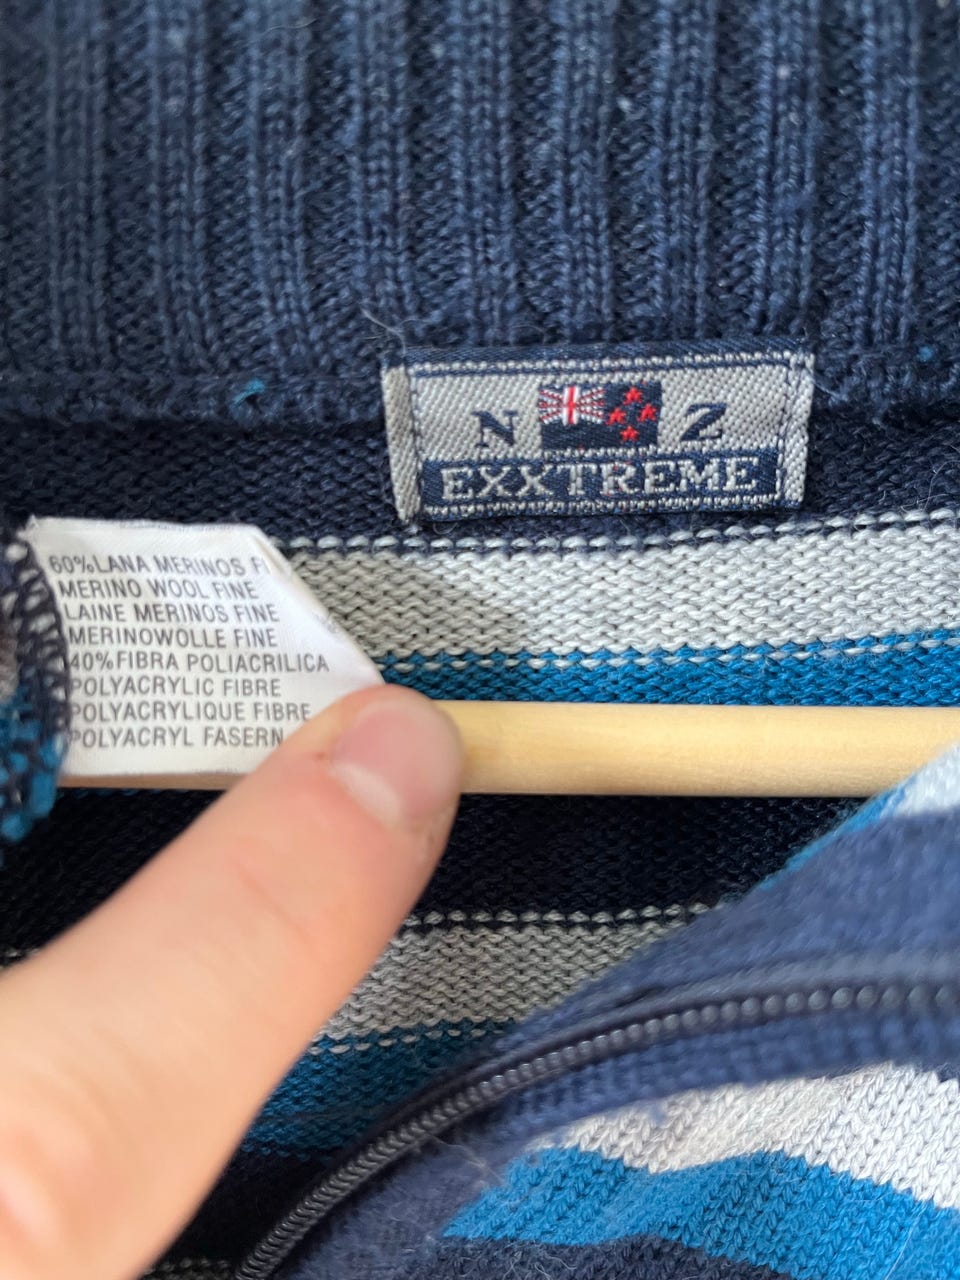 N Z
EXXTREME
60%LANA MERINOS FI
MERINO WOOL FINE
LAINE MERINOS FINE
MERINOWOLLE FINE
40%FIBRA POLIACRILICA
POLYACRYLIC FIBRE
POLYACRYLIQUE FIBRE
POLYACRYL FASERN